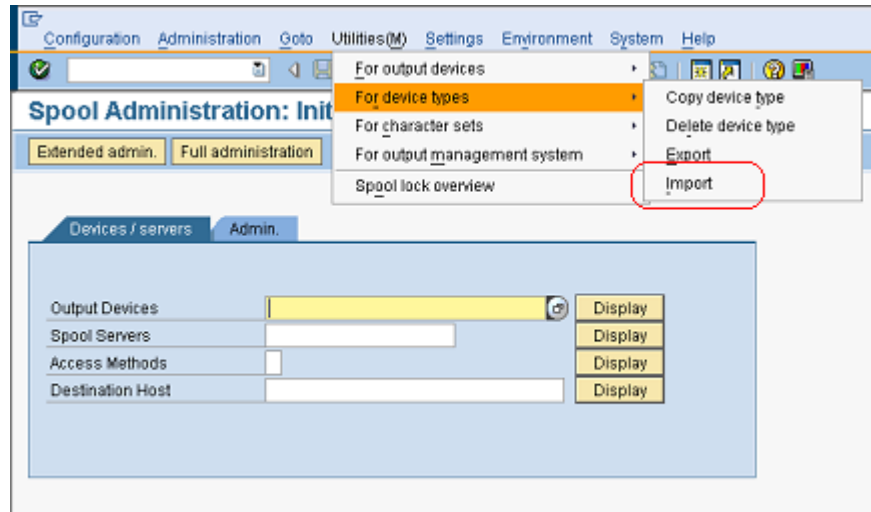 Configuration Administration Goto Utilities(M) Settings Environment System Help
For output devices
For device types
For character sets
For output management system
Spool lock overview
Copy device type
Delete device type
Export
Import
Spool Administration: Init
Extended admin. Full administration
Devices / servers Admin.
Output Devices Display
Spool Servers Display
Access Methods Display
Destination Host Display